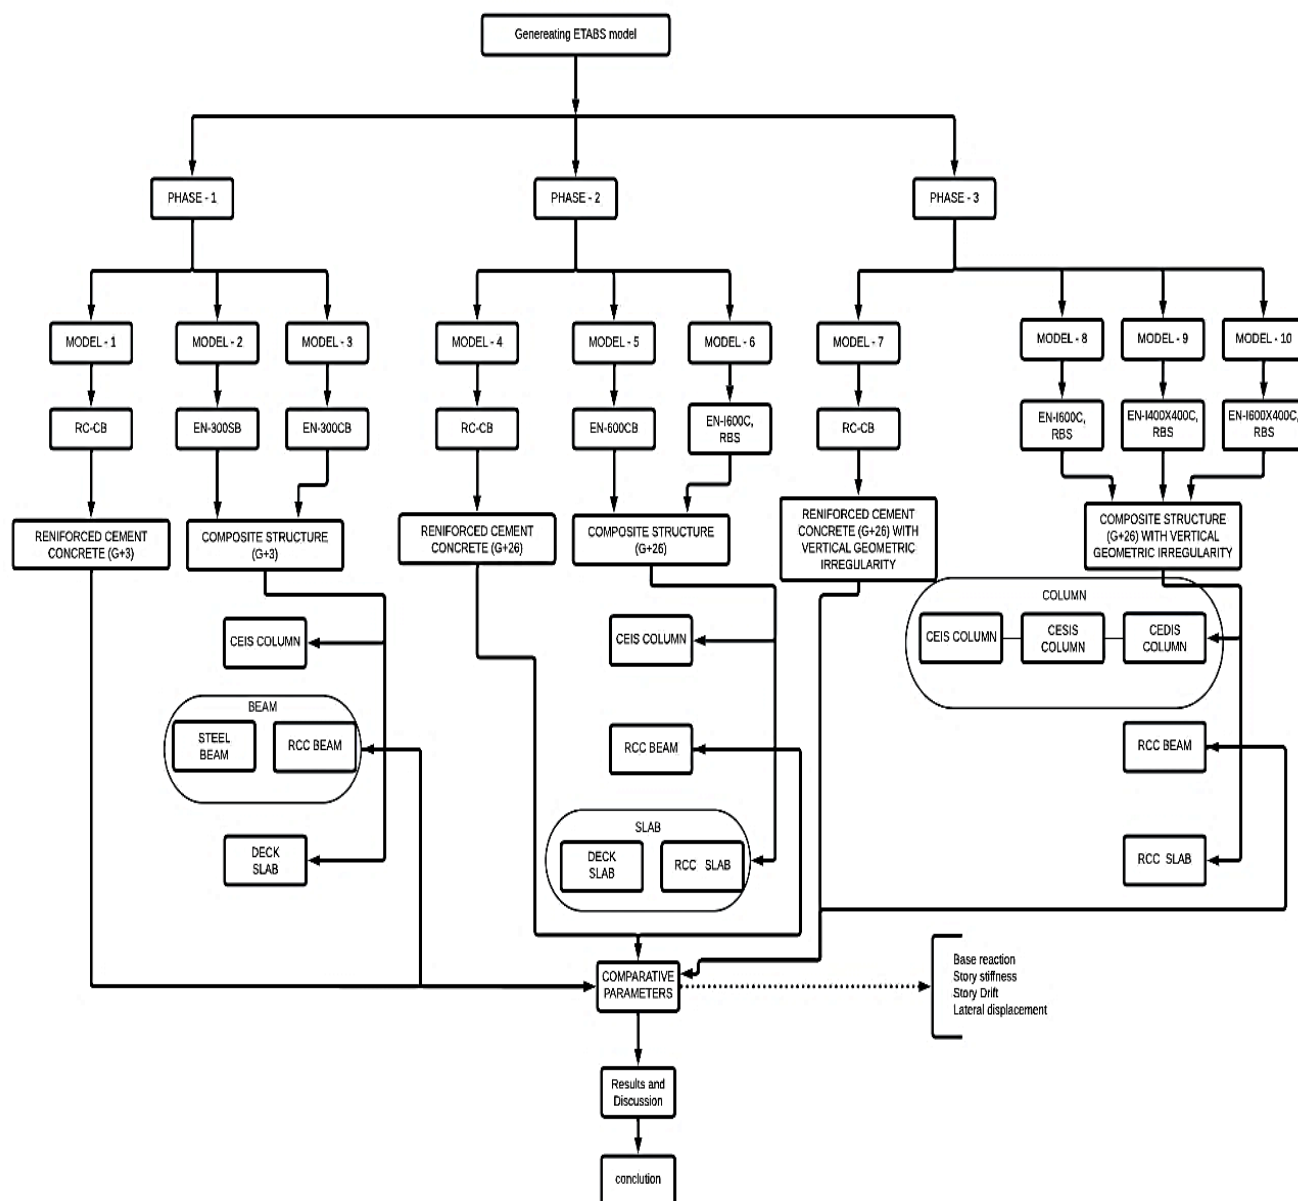 Genereating ETABS model
PHASE - 1
PHASE - 2
PHASE - 3
MODEL - 1
MODEL - 2
MODEL - 3
MODEL - 4
MODEL - 5
MODEL - 6
MODEL - 7
MODEL - 8
MODEL - 9
MODEL - 10
RC-CB
EN-300SB
EN-300CB
RC-CB
EN-600CB
EN-I600C,
RBS
RC-CB
EN-I600C,
RBS
EN-I400X400C,
RBS
EN-I600X400C,
RBS
RENIFORCED CEMENT
CONCRETE (G+3)
COMPOSITE STRUCTURE
(G+3)
RENIFORCED CEMENT
CONCRETE (G+26)
COMPOSITE STRUCTURE
(G+26)
RENIFORCED CEMENT
CONCRETE (G+26) WITH
VERTICAL GEOMETRIC
IRREGULARITY
COMPOSITE STRUCTURE
(G+26) WITH VERTICAL
GEOMETRIC IRREGULARITY
CEIS COLUMN
BEAM
STEEL
BEAM
RCC BEAM
DECK
SLAB
CEIS COLUMN
RCC BEAM
SLAB
DECK
SLAB
RCC SLAB
COLUMN
CEIS COLUMN
CESIS
COLUMN
CEDIS
COLUMN
RCC BEAM
RCC SLAB
COMPARATIVE
PARAMETERS
Base reaction
Story stiffness
Story Drift
Lateral displacement
Results and
Discussion
conclution